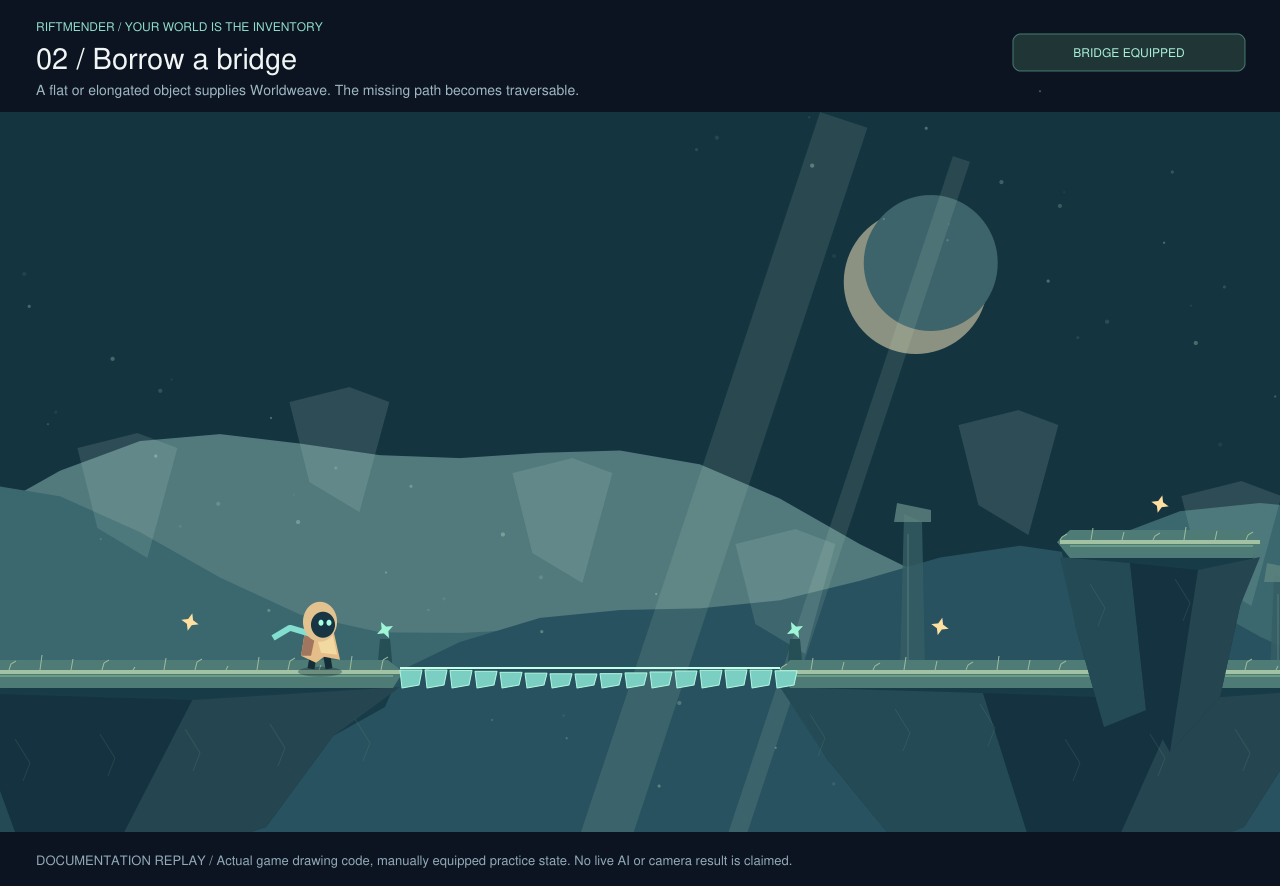 RIFTMENDER / YOUR WORLD IS THE INVENTORY
02 / Borrow a bridge
BRIDGE EQUIPPED
A flat or elongated object supplies Worldweave. The missing path becomes traversable.
DOCUMENTATION REPLAY / Actual game drawing code, manually equipped practice state. No live AI or camera result is claimed.